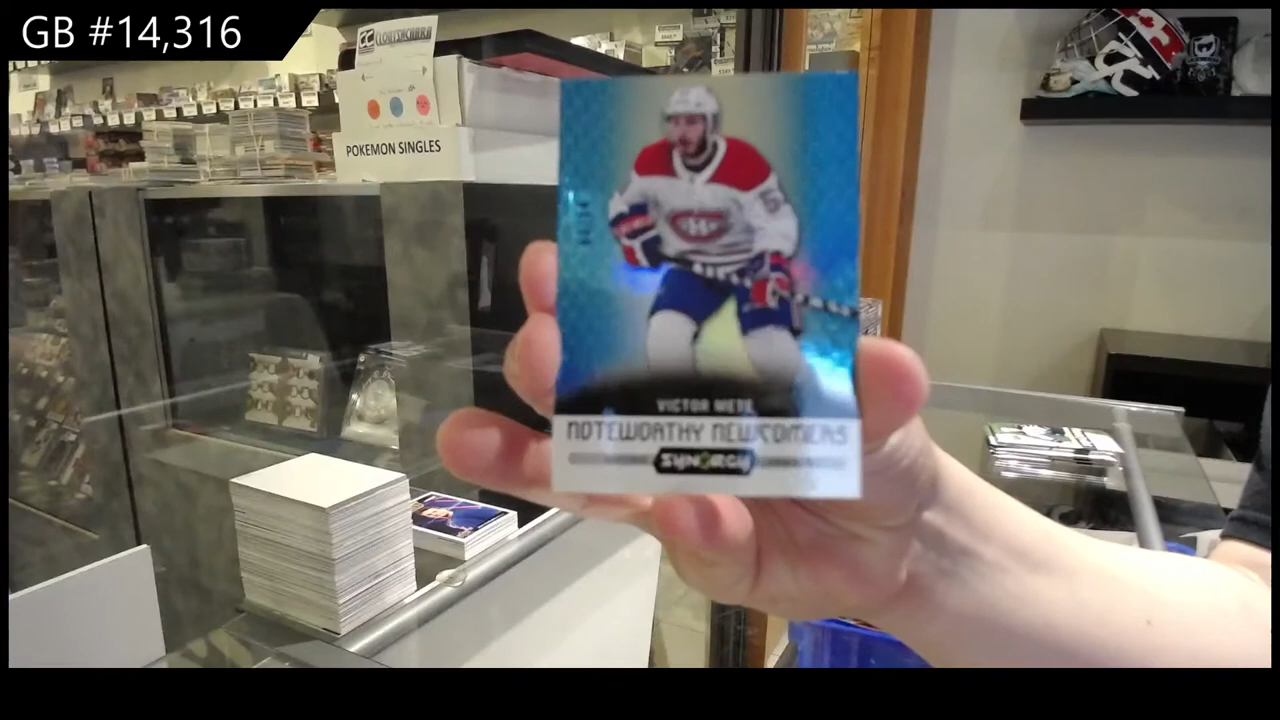 GB #14,316
POKEMON SINGLES
VICTOR METE
NOTEWORTHY NEWCOMERS
SYNERGY